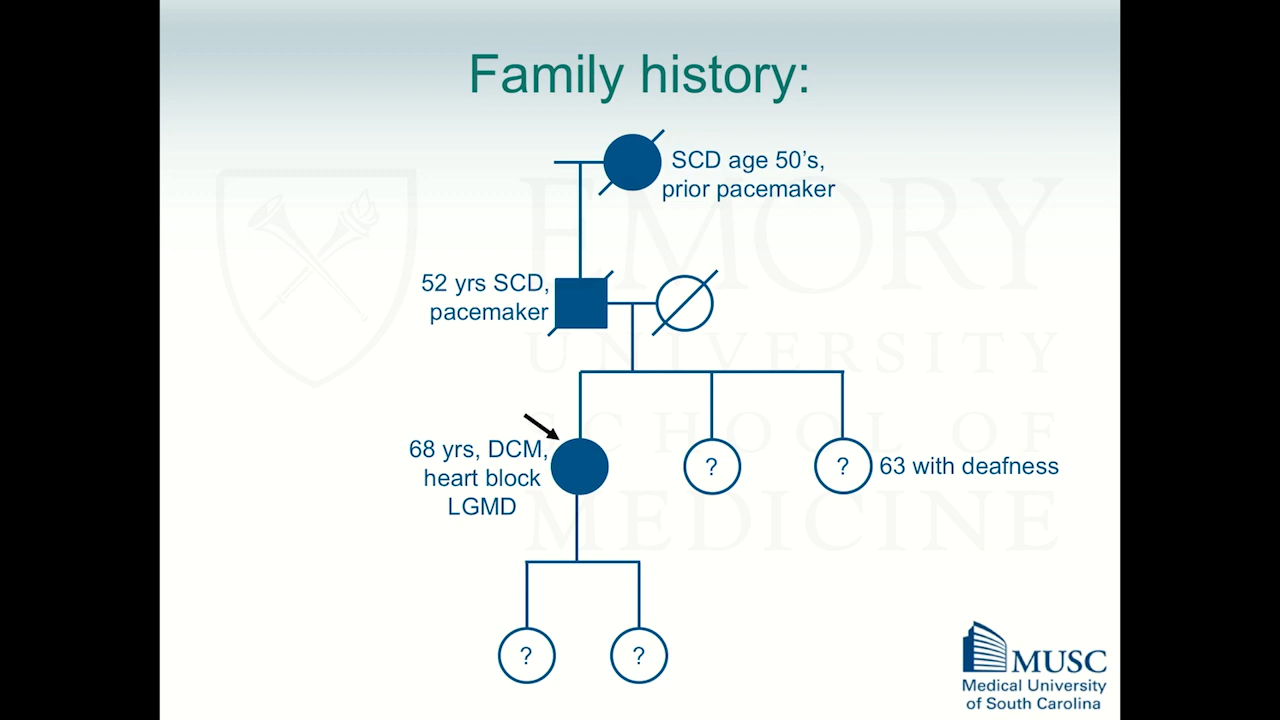 Family history:
SCD age 50's,
prior pacemaker
52 yrs SCD,
pacemaker
68 yrs, DCM,
heart block
LGMD
?
?
63 with deafness
?
?
EMORY
UNIVERSITY
SCHOOL OF
MEDICINE
MUSC
Medical University
of South Carolina